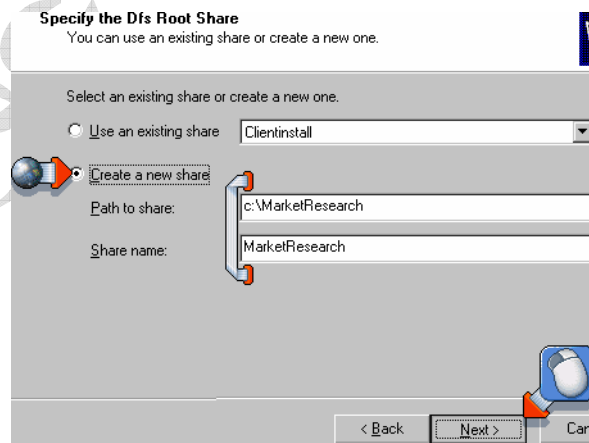 Specify the Dfs Root Share
You can use an existing share or create a new one.
Select an existing share or create a new one.
Use an existing share
Clientinstall
Create a new share
Path to share:
c:\MarketResearch
Share name:
MarketResearch
< Back
Next >